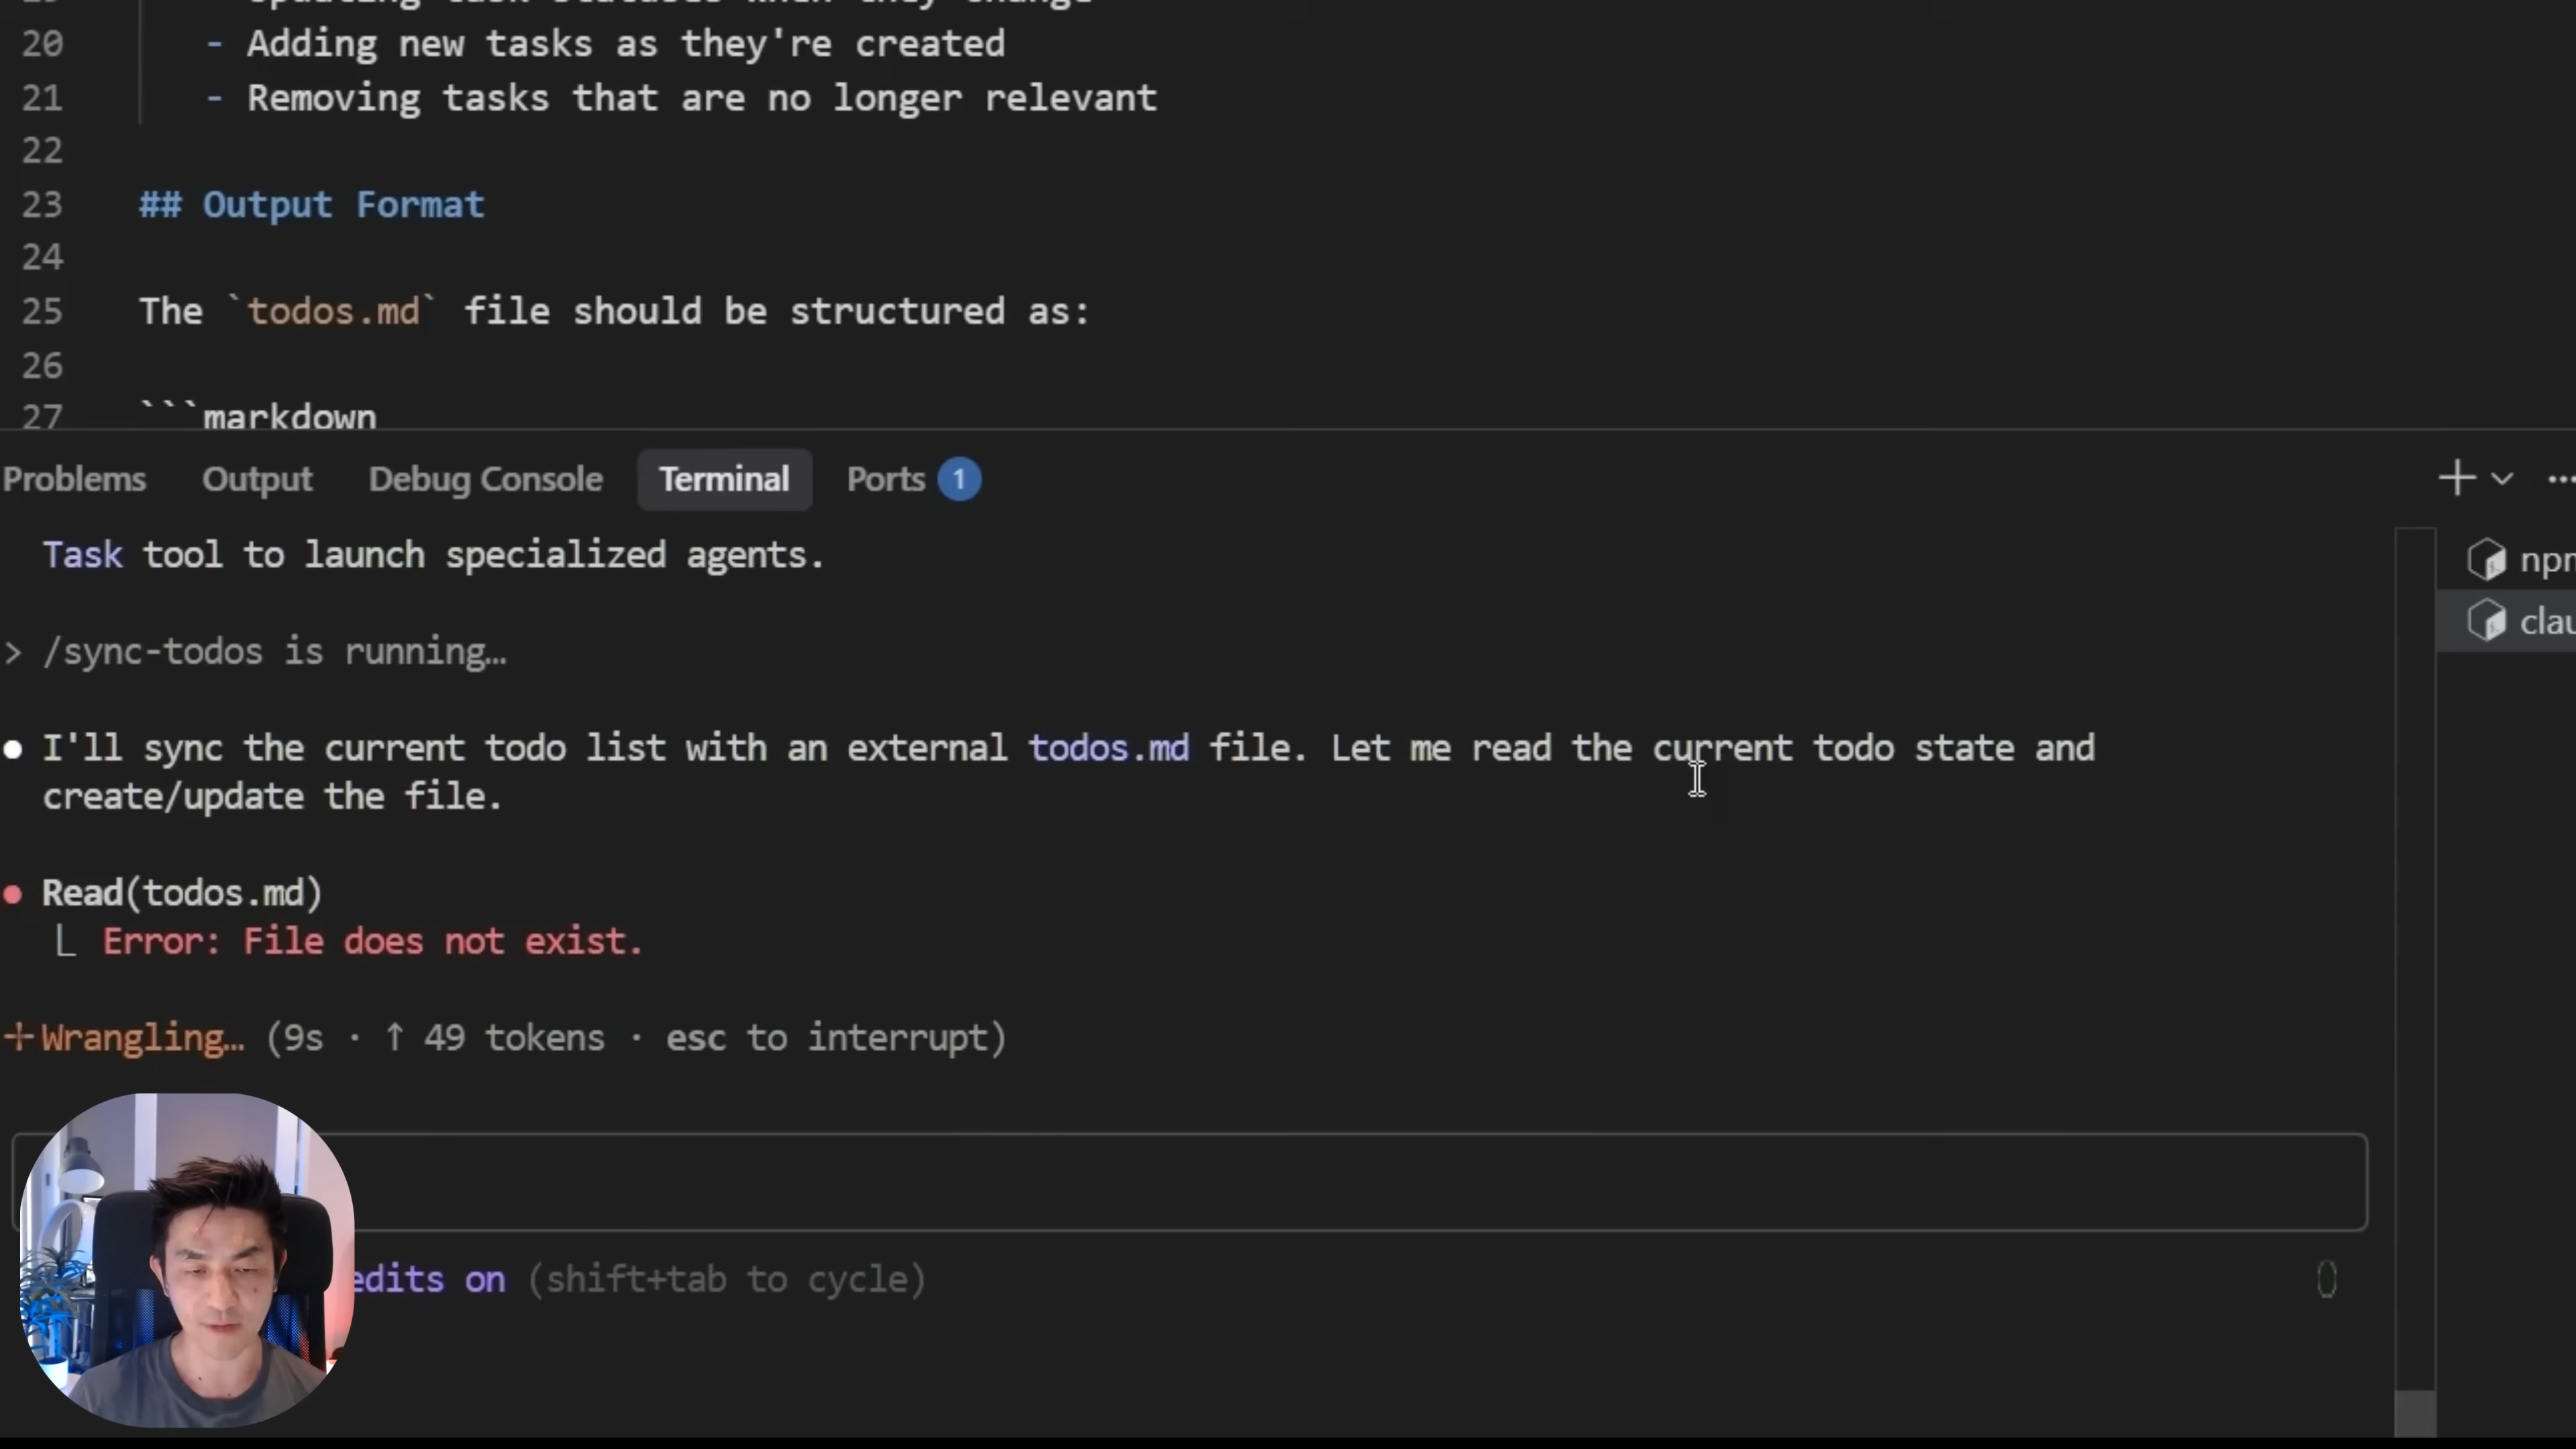 20 - Adding new tasks as they're created
21 - Removing tasks that are no longer relevant
22
23 ## Output Format
24
25 The `todos.md` file should be structured as:
26
27 ```markdown
Problems Output Debug Console Terminal Ports 1
Task tool to launch specialized agents.
> /sync-todos is running…
● I'll sync the current todo list with an external todos.md file. Let me read the current todo state and
create/update the file.
● Read(todos.md)
⎿ Error: File does not exist.
Wrangling… (9s · ↑ 49 tokens · esc to interrupt)
edits on (shift+tab to cycle)